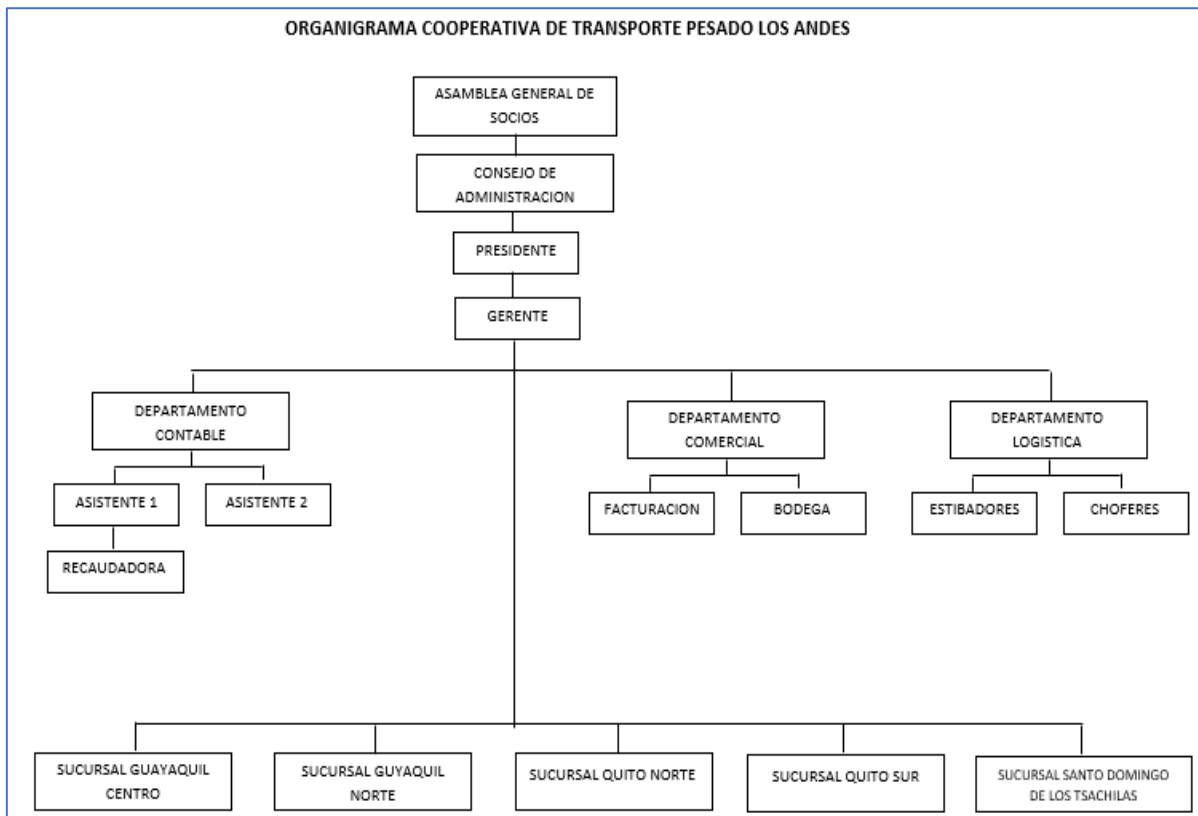 ORGANIGRAMA COOPERATIVA DE TRANSPORTE PESADO LOS ANDES
ASAMBLEA GENERAL DE
SOCIOS
CONSEJO DE
ADMINISTRACION
PRESIDENTE
GERENTE
DEPARTAMENTO
CONTABLE
DEPARTAMENTO
COMERCIAL
DEPARTAMENTO
LOGISTICA
ASISTENTE 1
ASISTENTE 2
FACTURACION
BODEGA
ESTIBADORES
CHOFERES
RECAUDADORA
SUCURSAL GUAYAQUIL
CENTRO
SUCURSAL GUYAQUIL
NORTE
SUCURSAL QUITO NORTE
SUCURSAL QUITO SUR
SUCURSAL SANTO DOMINGO
DE LOS TSACHILAS